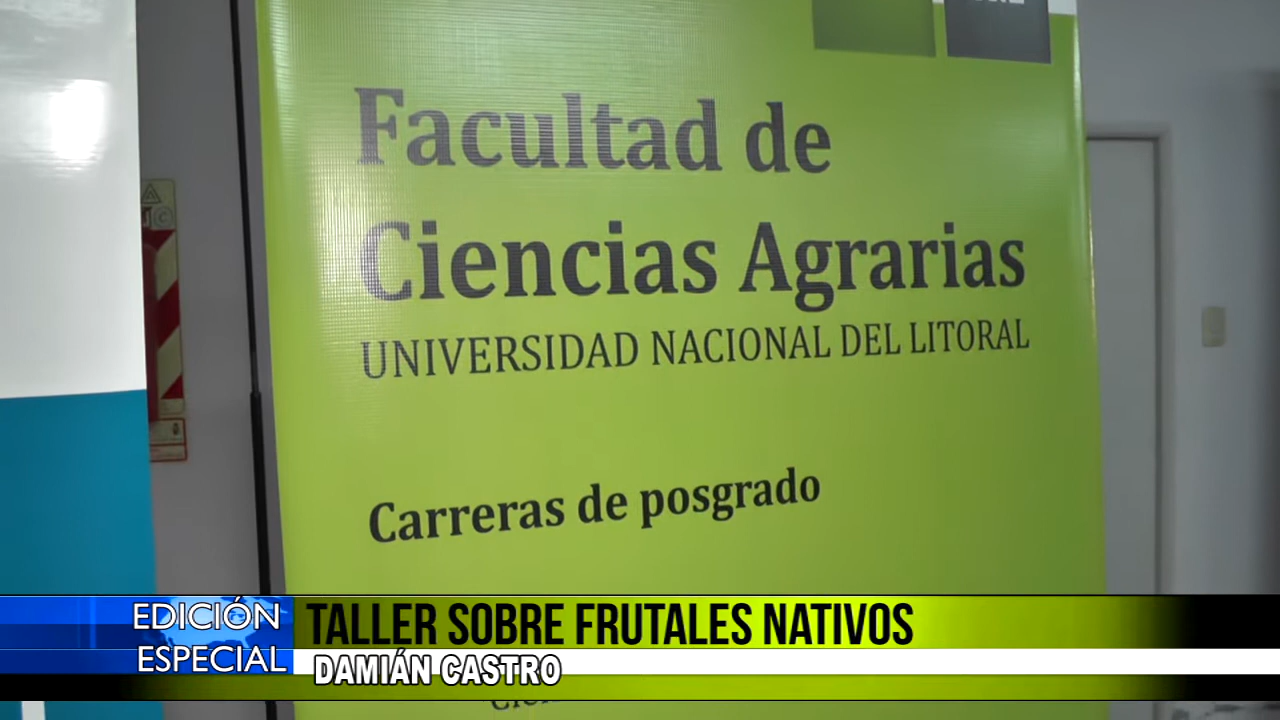 Facultad de
Ciencias Agrarias
UNIVERSIDAD NACIONAL DEL LITORAL
Carreras de posgrado
EDICIÓN
ESPECIAL
TALLER SOBRE FRUTALES NATIVOS
DAMIÁN CASTRO